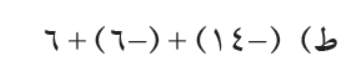 ط) (−١٤) + (−٦) + ٦